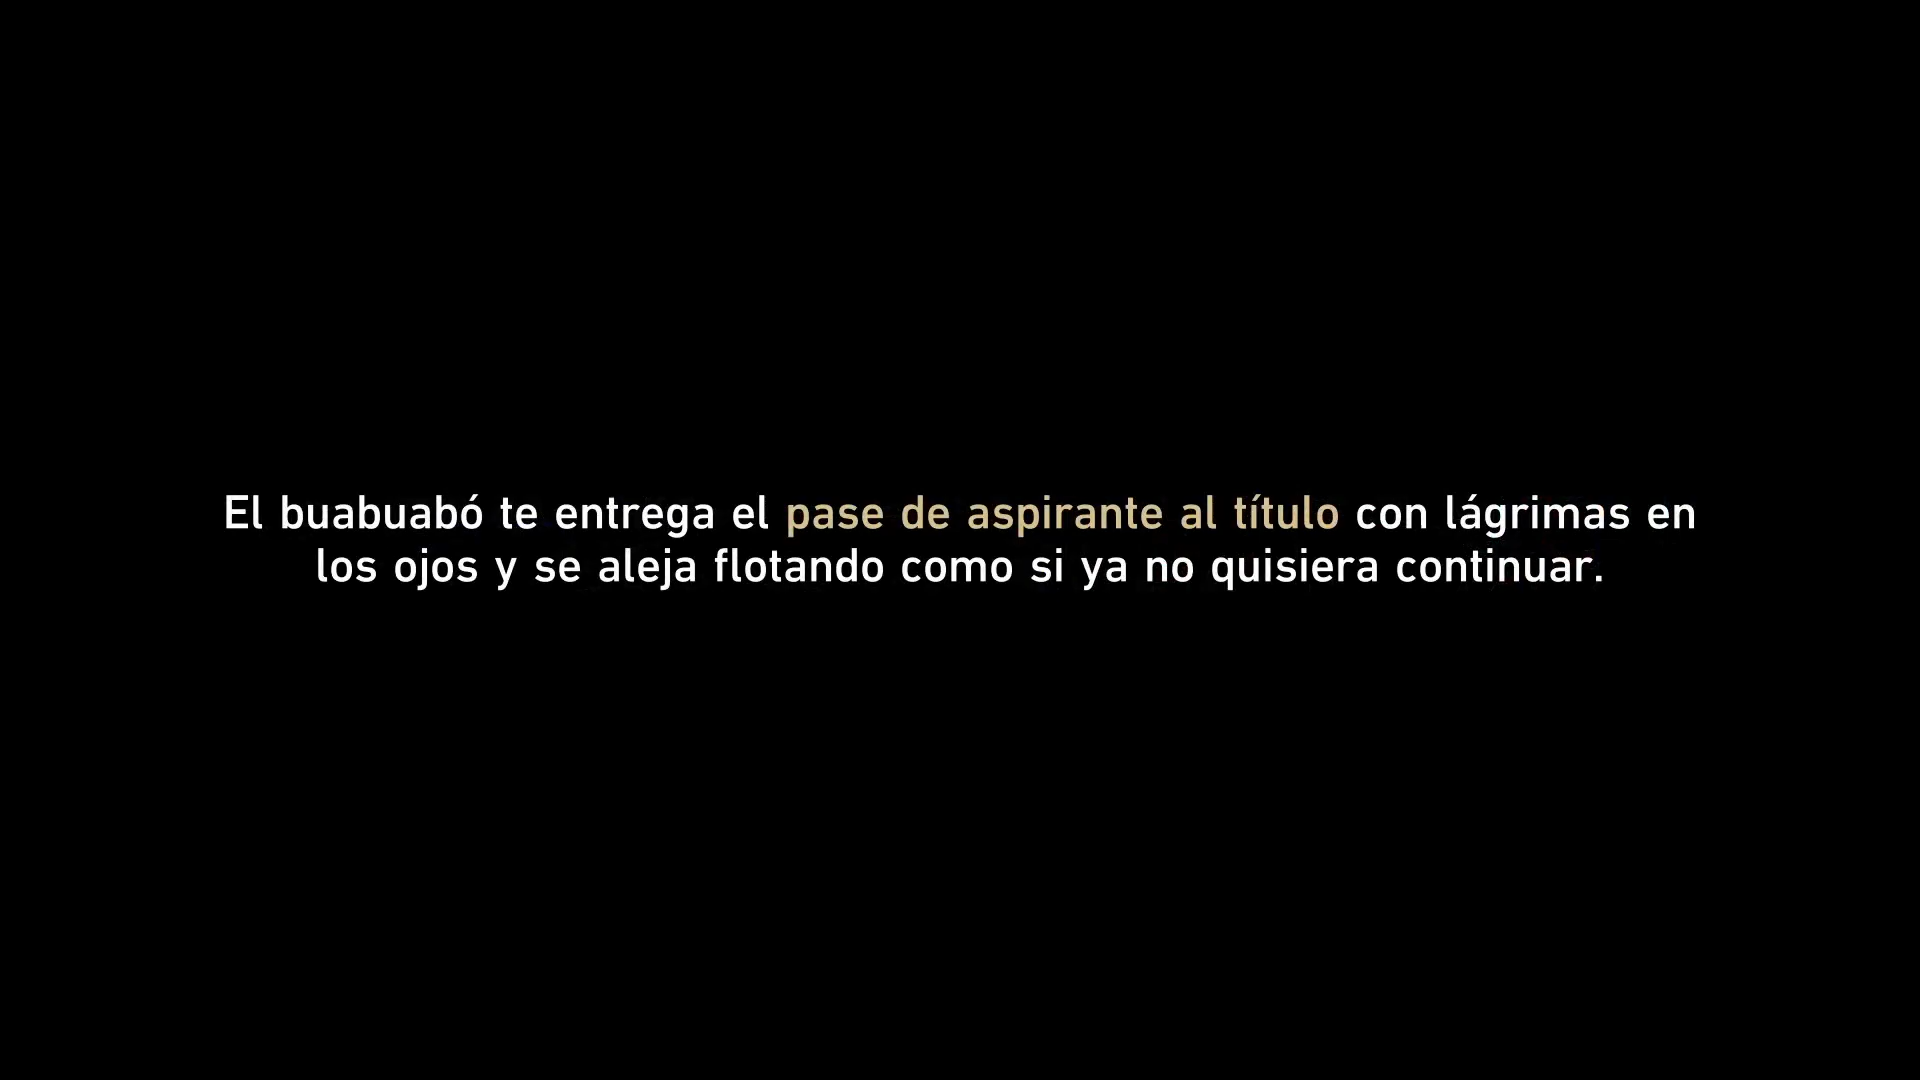 El buabuabó te entrega el pase de aspirante al título con lágrimas en
los ojos y se aleja flotando como si ya no quisiera continuar.